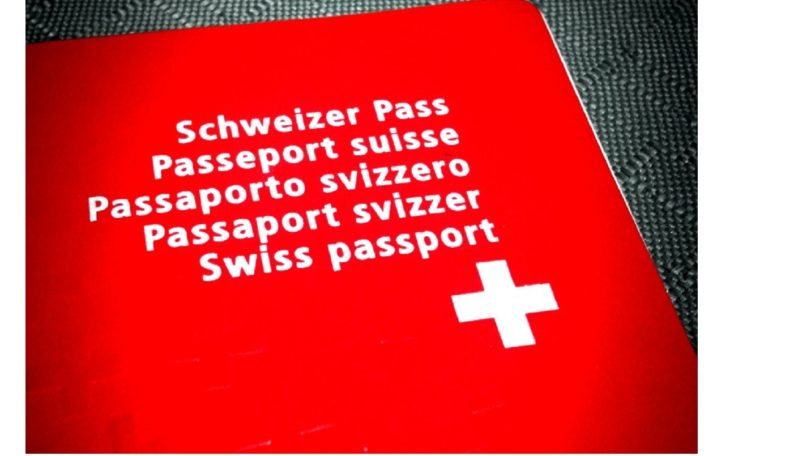 Schweizer Pass
Passeport suisse
Passaporto svizzero
Passaport svizzer
Swiss passport